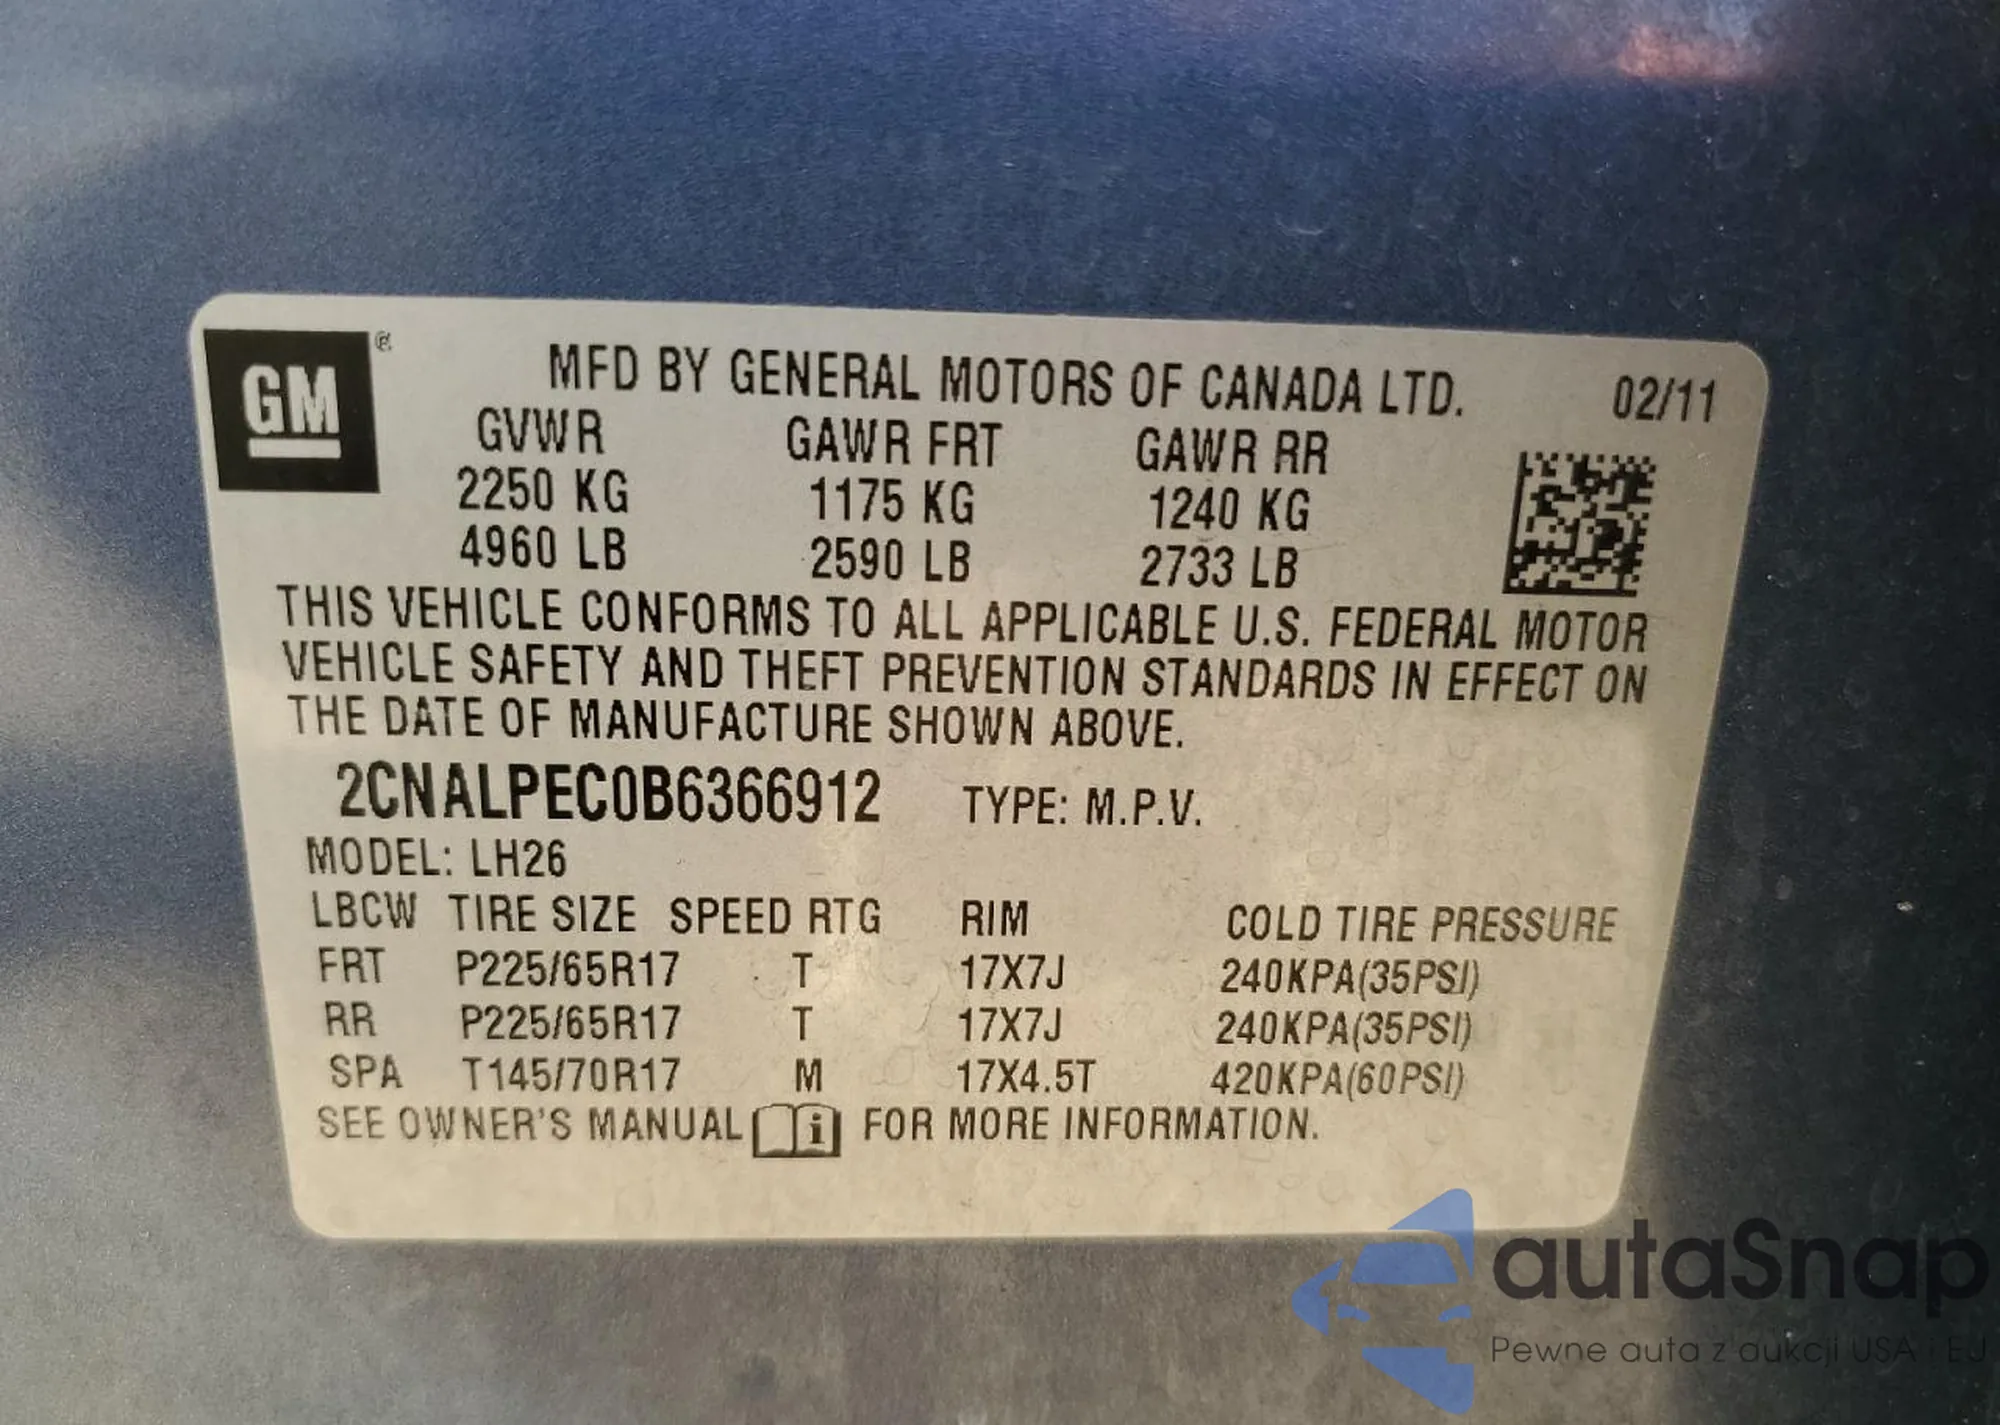 GM ®
MFD BY GENERAL MOTORS OF CANADA LTD. 02/11
GVWR GAWR FRT GAWR RR
2250 KG 1175 KG 1240 KG
4960 LB 2590 LB 2733 LB
THIS VEHICLE CONFORMS TO ALL APPLICABLE U.S. FEDERAL MOTOR
VEHICLE SAFETY AND THEFT PREVENTION STANDARDS IN EFFECT ON
THE DATE OF MANUFACTURE SHOWN ABOVE.
2CNALPEC0B6366912 TYPE: M.P.V.
MODEL: LH26
LBCW TIRE SIZE SPEED RTG RIM COLD TIRE PRESSURE
FRT P225/65R17 T 17X7J 240KPA(35PSI)
RR P225/65R17 T 17X7J 240KPA(35PSI)
SPA T145/70R17 M 17X4.5T 420KPA(60PSI)
SEE OWNER'S MANUAL i FOR MORE INFORMATION.
autaSnap
Pewne auta z aukcji USA i EU